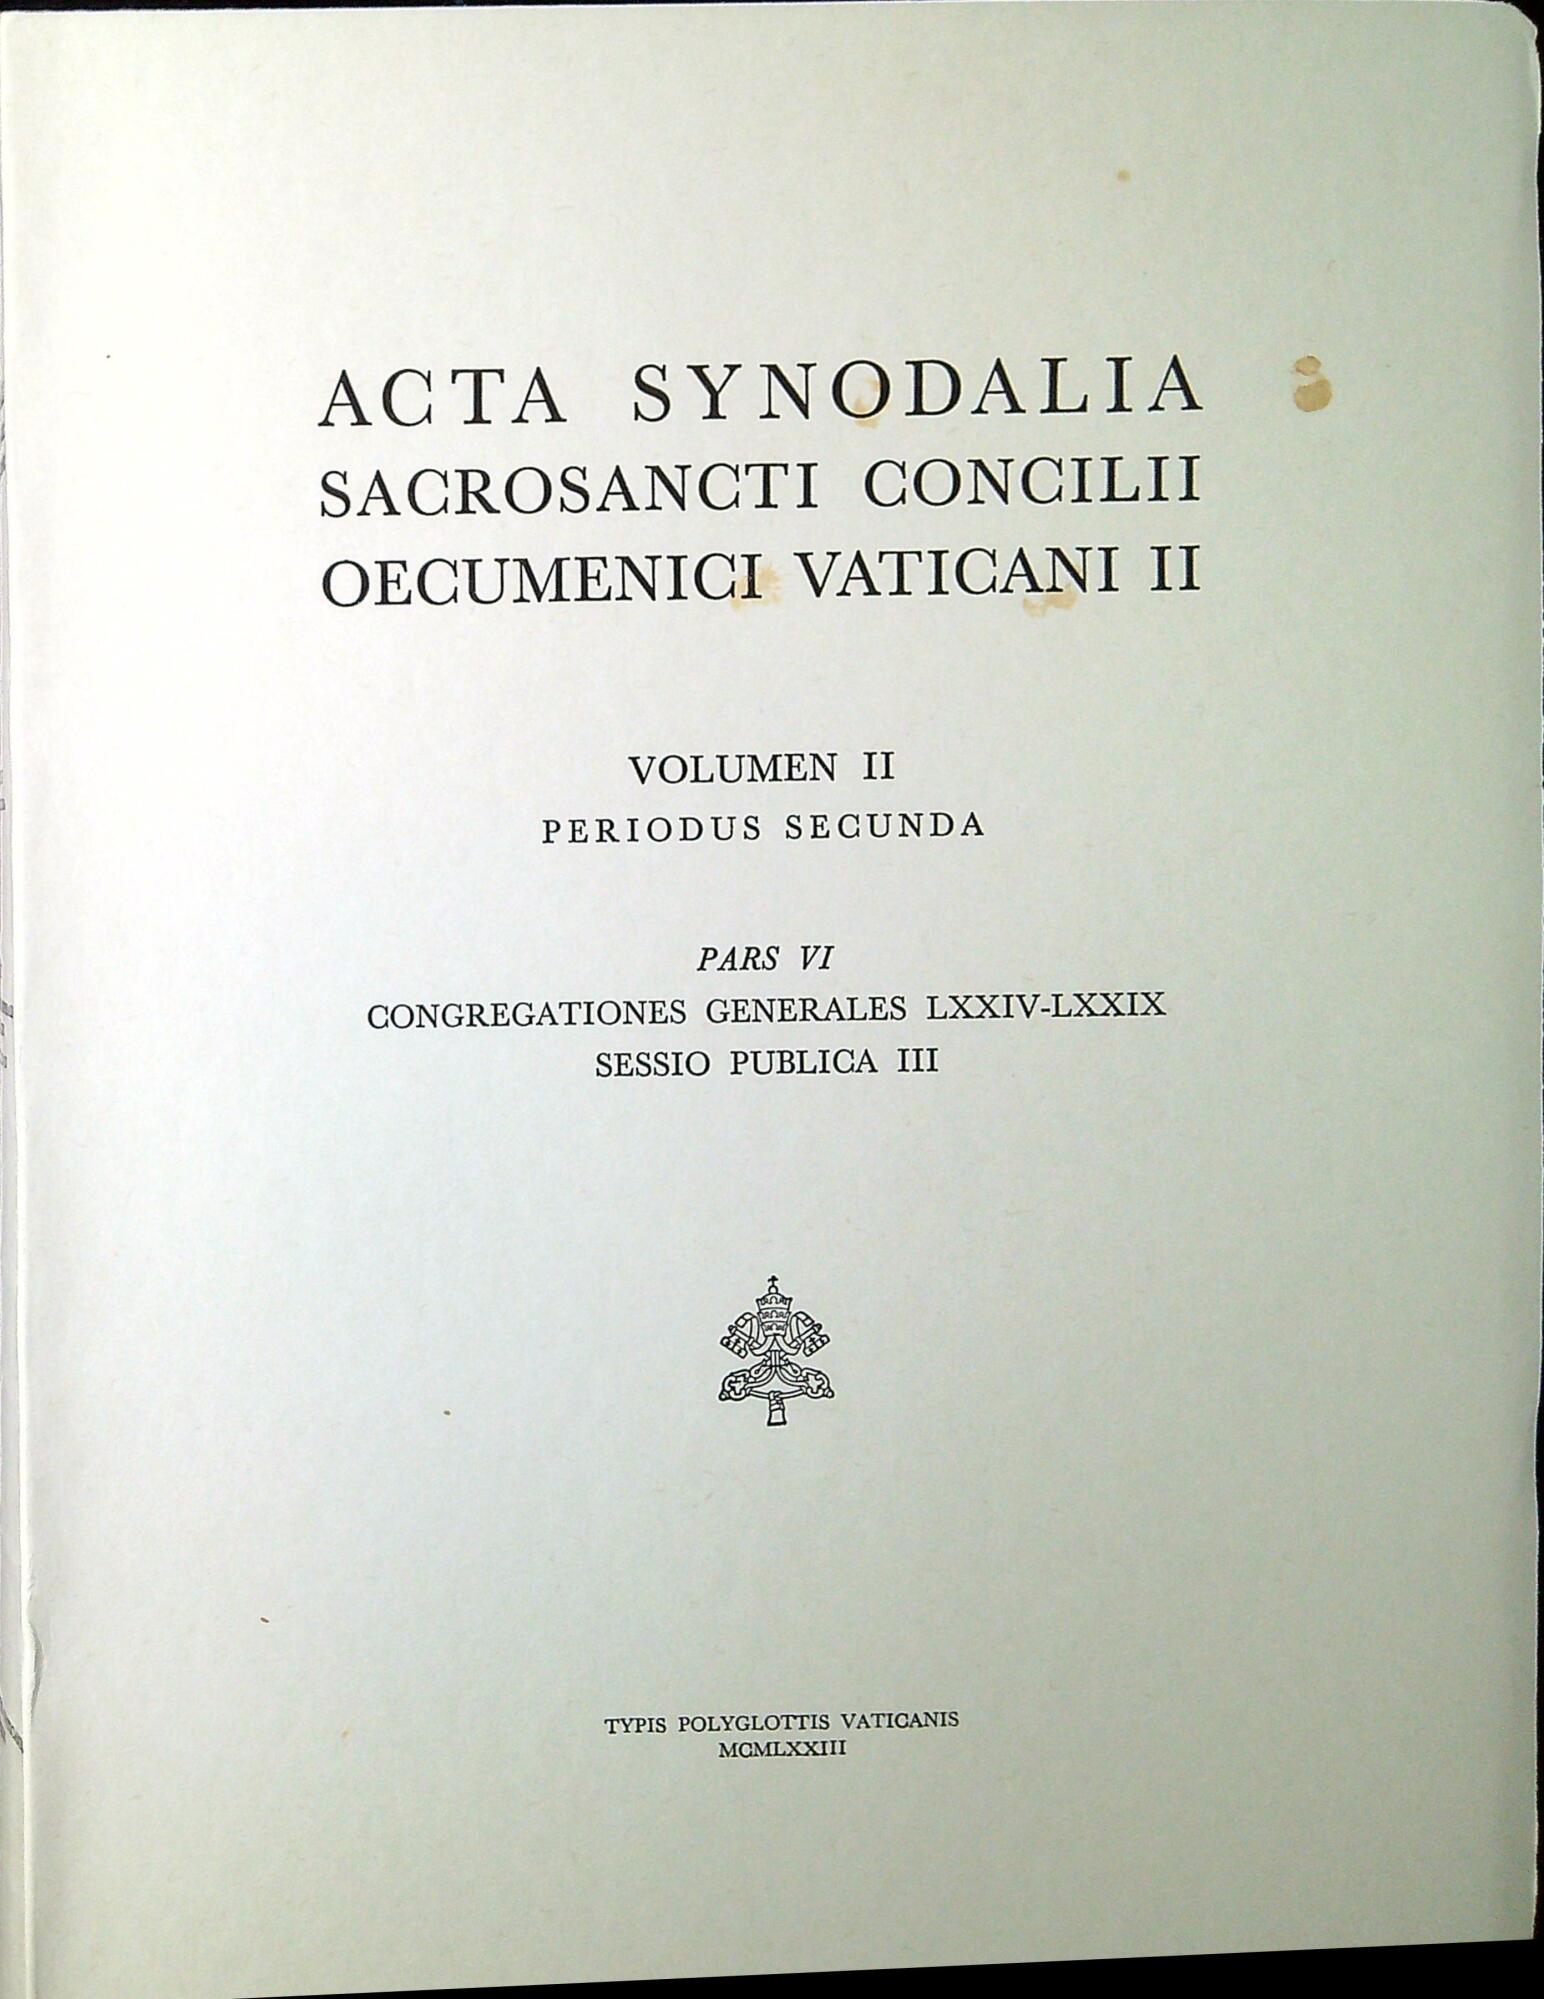 ACTA SYNODALIA
SACROSANCTI CONCILII
OECUMENICI VATICANI II
VOLUMEN II
PERIODUS SECUNDA
PARS VI
CONGREGATIONES GENERALES LXXIV-LXXIX
SESSIO PUBLICA III
TYPIS POLYGLOTTIS VATICANIS
MCMLXXIII